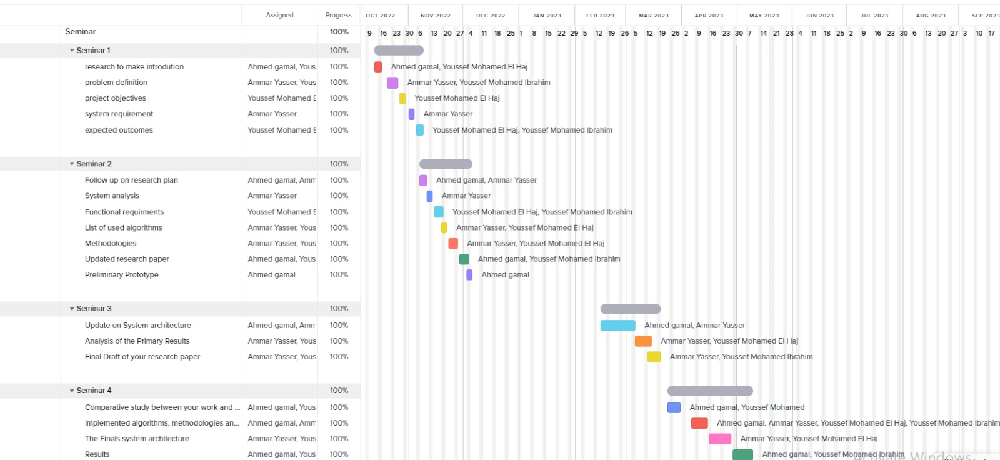 Assigned Progress OCT 2022 NOV 2022 DEC 2022 JAN 2023 FEB 2023 MAR 2023 APR 2023 MAY 2023 JUN 2023 JUL 2023 AUG 2023 SEP 2023
Seminar 100% 9 16 23 30 6 13 20 27 4 11 18 25 1 8 15 22 29 5 12 19 26 5 12 19 26 2 9 16 23 30 7 14 21 28 4 11 18 25 2 9 16 23 30 6 13 20 27 3 10 17
Seminar 1 100%
research to make introdution Ahmed gamal, Yous 100% Ahmed gamal, Youssef Mohamed El Haj
problem definition Ammar Yasser, Yous 100% Ammar Yasser, Youssef Mohamed Ibrahim
project objectives Youssef Mohamed E 100% Youssef Mohamed El Haj
system requirement Ammar Yasser 100% Ammar Yasser
expected outcomes Youssef Mohamed E 100% Youssef Mohamed El Haj, Youssef Mohamed Ibrahim
Seminar 2 100%
Follow up on research plan Ahmed gamal, Amm 100% Ahmed gamal, Ammar Yasser
System analysis Ammar Yasser 100% Ammar Yasser
Functional requirments Youssef Mohamed E 100% Youssef Mohamed El Haj, Youssef Mohamed Ibrahim
List of used algorithms Ammar Yasser, Yous 100% Ammar Yasser, Youssef Mohamed El Haj
Methodologies Ammar Yasser, Yous 100% Ammar Yasser, Youssef Mohamed El Haj
Updated research paper Ahmed gamal, Yous 100% Ahmed gamal, Youssef Mohamed Ibrahim
Preliminary Prototype Ahmed gamal 100% Ahmed gamal
Seminar 3 100%
Update on System architecture Ahmed gamal, Amm 100% Ahmed gamal, Ammar Yasser
Analysis of the Primary Results Ammar Yasser, Yous 100% Ammar Yasser, Youssef Mohamed El Haj
Final Draft of your research paper Ammar Yasser, Yous 100% Ammar Yasser, Youssef Mohamed Ibrahim
Seminar 4 100%
Comparative study between your work and ... Ahmed gamal, Yous 100% Ahmed gamal, Youssef Mohamed
implemented algorithms, methodologies an... Ahmed gamal, Amm 100% Ahmed gamal, Ammar Yasser, Youssef Mohamed El Haj, Youssef Mohamed Ibrahim
The Finals system architecture Ammar Yasser, Yous 100% Ammar Yasser, Youssef Mohamed El Haj
Results Ahmed gamal, Yous 100% Ahmed gamal, Youssef Mohamed Ibrahim
Activate Windows